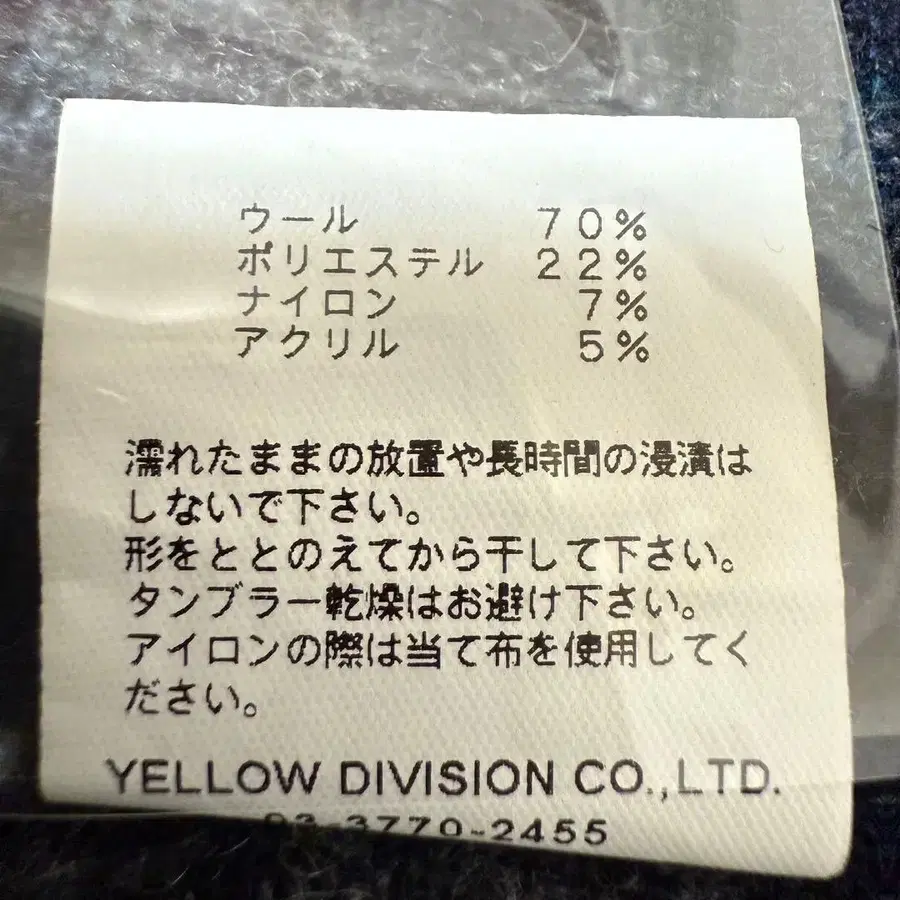 ウール 70%
ポリエステル 22%
ナイロン 7%
アクリル 5%
濡れたままの放置や長時間の浸漬は
しないで下さい。
形をととのえてから干して下さい。
タンブラー乾燥はお避け下さい。
アイロンの際は当て布を使用してく
ださい。
YELLOW DIVISION CO.,LTD.
03-3770-2455